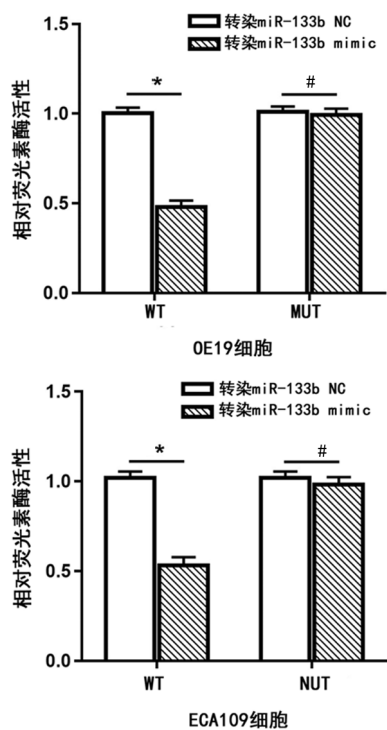 转染miR-133b NC
转染miR-133b mimic
相对荧光素酶活性
1.5
1.0
0.5
0.0
*
#
WT
MUT
OE19细胞
转染miR-133b NC
转染miR-133b mimic
相对荧光素酶活性
1.5
1.0
0.5
0.0
*
#
WT
NUT
ECA109细胞